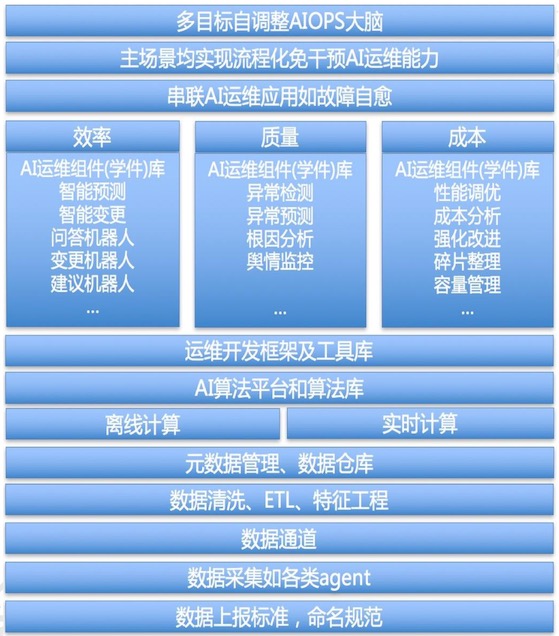 多目标自调整AIOPS大脑
主场景均实现流程化免干预AI运维能力
串联AI运维应用如故障自愈
效率
AI运维组件(学件)库
智能预测
智能变更
问答机器人
变更机器人
建议机器人
...
质量
AI运维组件(学件)库
异常检测
异常预测
根因分析
舆情监控
...
成本
AI运维组件(学件)库
性能调优
成本分析
强化改进
碎片整理
容量管理
...
运维开发框架及工具库
AI算法平台和算法库
离线计算
实时计算
元数据管理、数据仓库
数据清洗、ETL、特征工程
数据通道
数据采集如各类agent
数据上报标准，命名规范